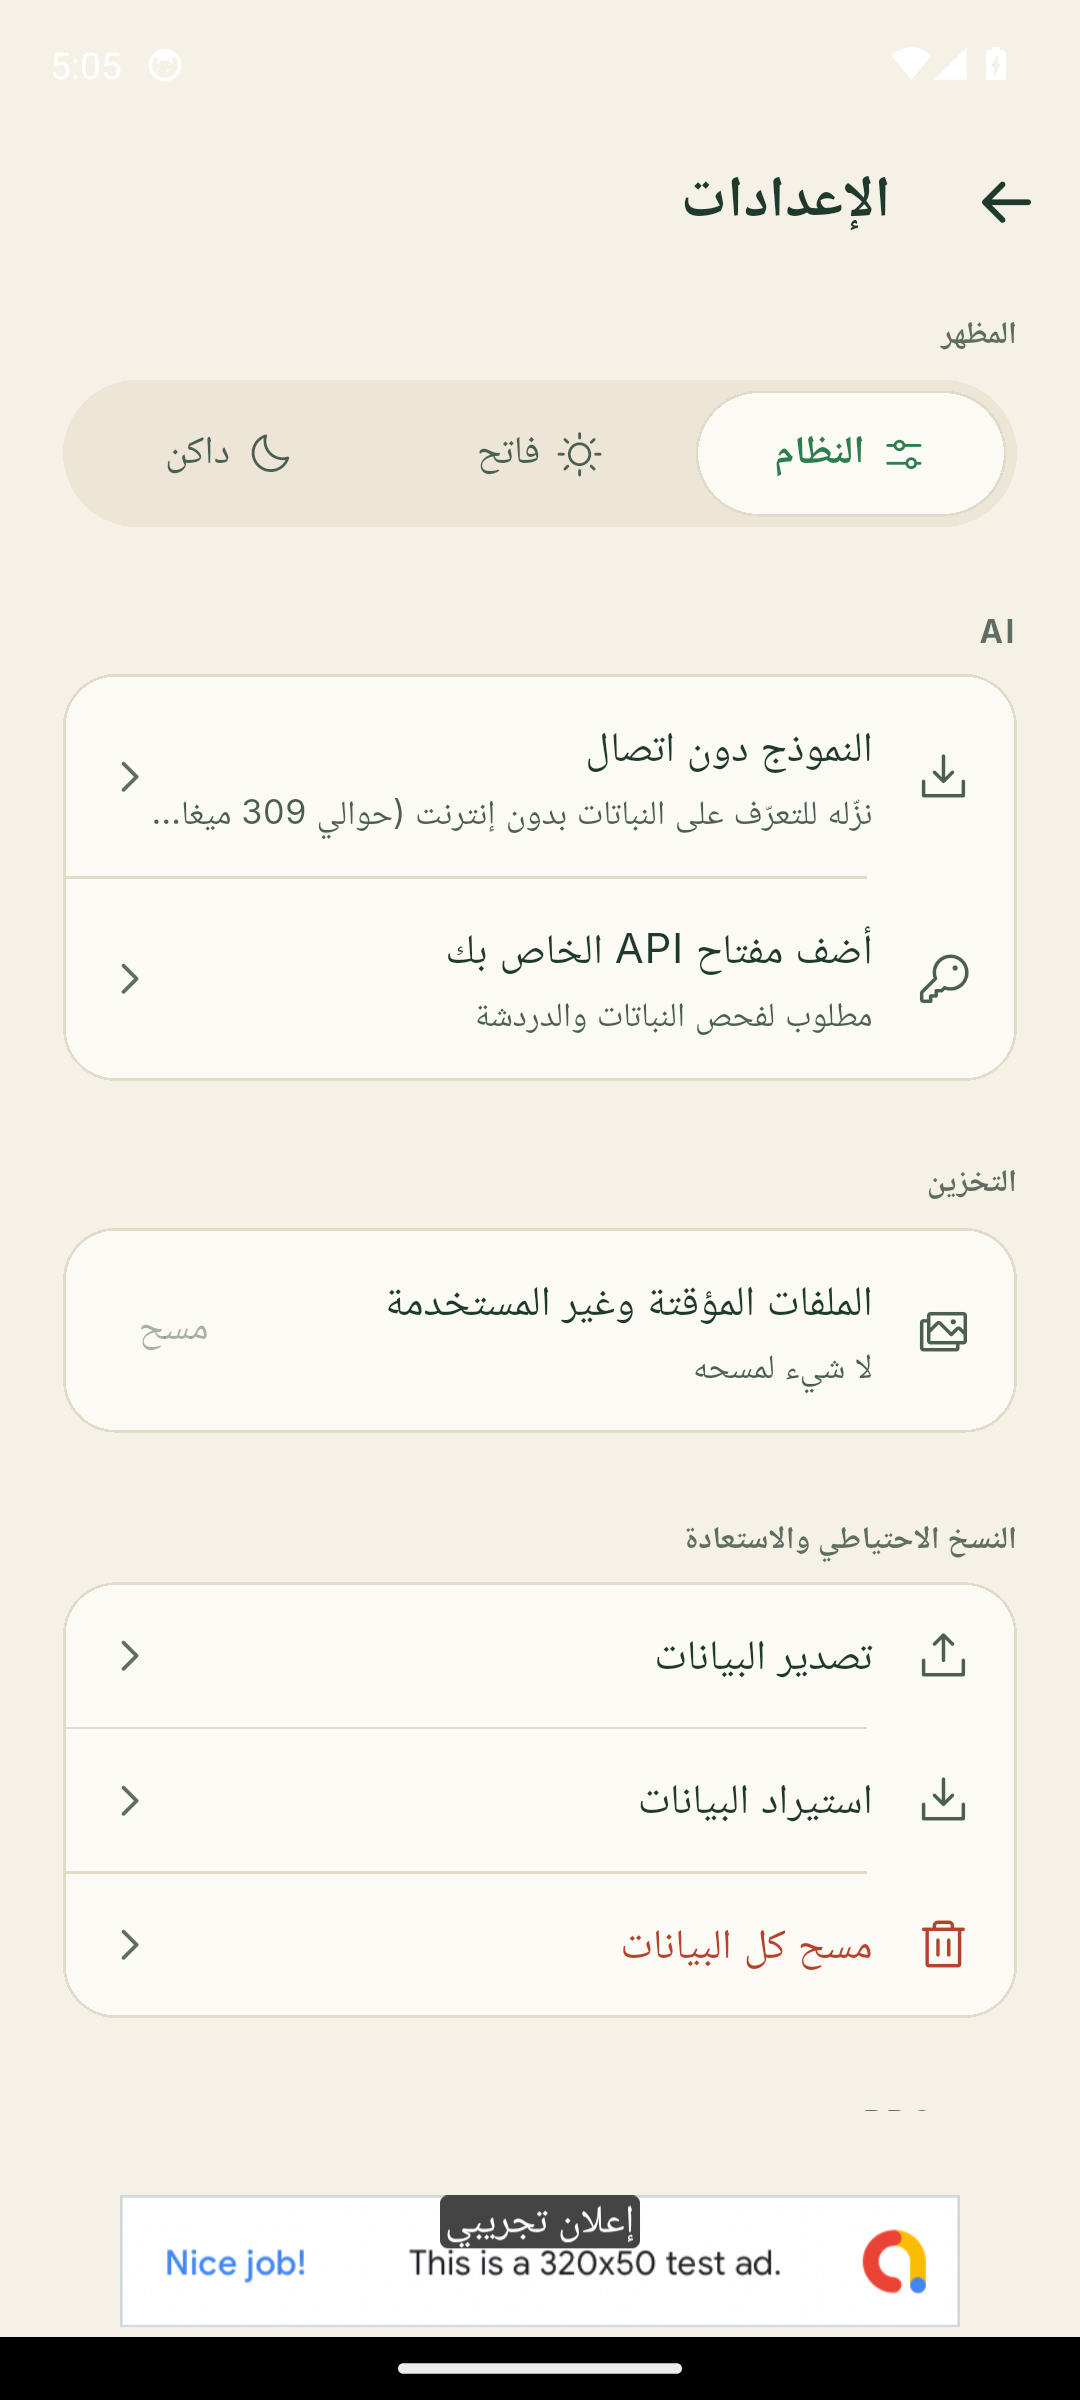 5:05
الإعدادات
المظهر
النظام
فاتح
داكن
AI
النموذج دون اتصال
نزّله للتعرّف على النباتات بدون إنترنت (حوالي 309 ميغا...
أضف مفتاح API الخاص بك
مطلوب لفحص النباتات والدردشة
التخزين
الملفات المؤقتة وغير المستخدمة
لا شيء لمسحه
مسح
النسخ الاحتياطي والاستعادة
تصدير البيانات
استيراد البيانات
مسح كل البيانات
إعلان تجريبي
Nice job!
This is a 320x50 test ad.